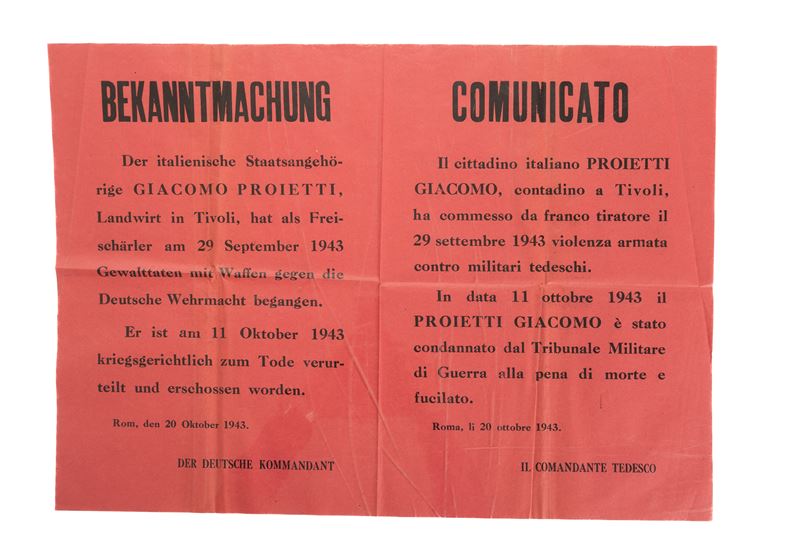 BEKANNTMACHUNG
Der italienische Staatsangehö-
rige GIACOMO PROIETTI,
Landwirt in Tivoli, hat als Frei-
schärler am 29 September 1943
Gewalttaten mit Waffen gegen die
Deutsche Wehrmacht begangen.
Er ist am 11 Oktober 1943
kriegsgerichtlich zum Tode verur-
teilt und erschossen worden.
Rom, den 20 Oktober 1943.
DER DEUTSCHE KOMMANDANT
COMUNICATO
Il cittadino italiano PROIETTI
GIACOMO, contadino a Tivoli,
ha commesso da franco tiratore il
29 settembre 1943 violenza armata
contro militari tedeschi.
In data 11 ottobre 1943 il
PROIETTI GIACOMO è stato
condannato dal Tribunale Militare
di Guerra alla pena di morte e
fucilato.
Roma, li 20 ottobre 1943.
IL COMANDANTE TEDESCO